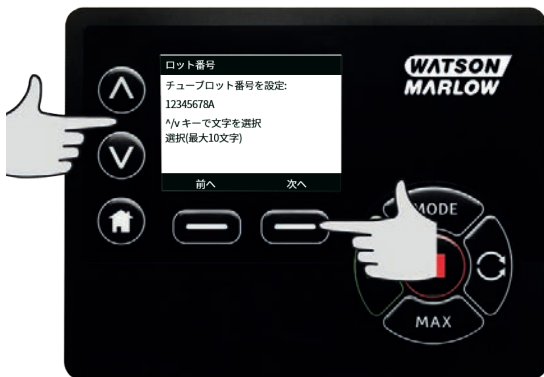 ロット番号
チューブロット番号を設定:
12345678A
^/v キーで文字を選択
選択(最大10文字)
前へ 次へ
WATSON
MARLOW
MODE
MAX